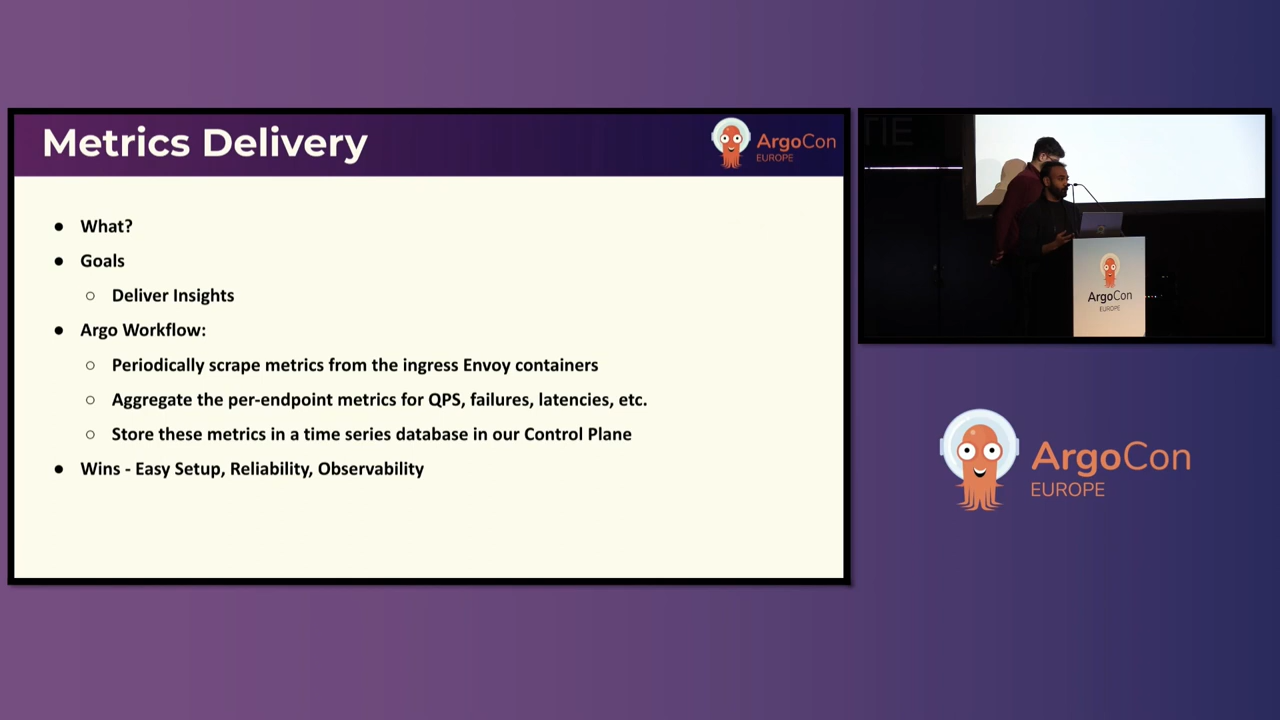 Metrics Delivery
ArgoCon
EUROPE
● What?
● Goals
○ Deliver Insights
● Argo Workflow:
○ Periodically scrape metrics from the ingress Envoy containers
○ Aggregate the per-endpoint metrics for QPS, failures, latencies, etc.
○ Store these metrics in a time series database in our Control Plane
● Wins - Easy Setup, Reliability, Observability
TIE
ArgoCon
EUROPE
ArgoCon
EUROPE